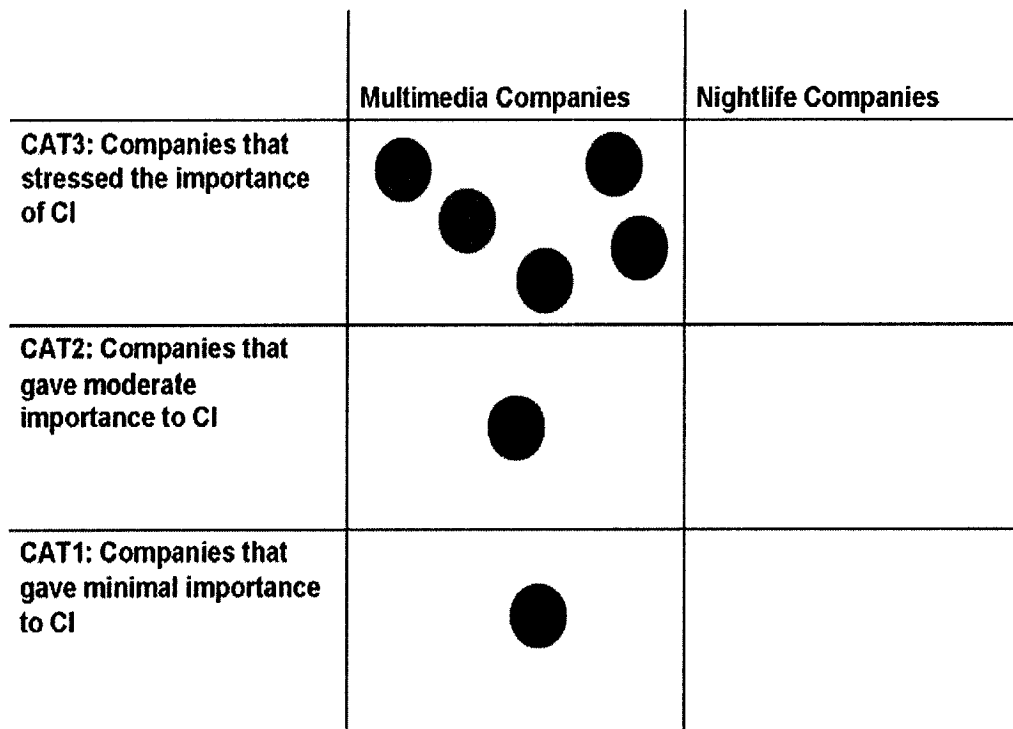 Multimedia Companies
Nightlife Companies
CAT3: Companies that
stressed the importance
of CI
CAT2: Companies that
gave moderate
importance to CI
CAT1: Companies that
gave minimal importance
to CI